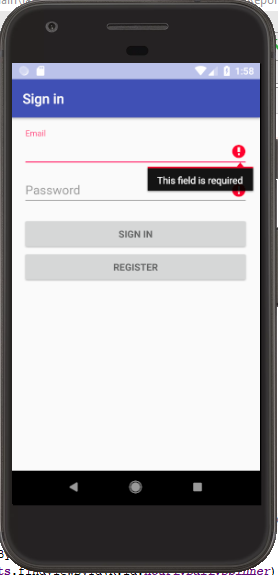 1:58
Sign in
Email
This field is required
Password
SIGN IN
REGISTER